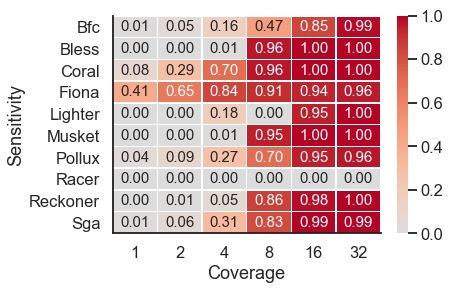 Sensitivity
Bfc 0.01 0.05 0.16 0.47 0.85 0.99
Bless 0.00 0.00 0.01 0.96 1.00 1.00
Coral 0.08 0.29 0.70 0.96 1.00 1.00
Fiona 0.41 0.65 0.84 0.91 0.94 0.96
Lighter 0.00 0.00 0.18 0.00 0.95 1.00
Musket 0.00 0.00 0.01 0.95 1.00 1.00
Pollux 0.04 0.09 0.27 0.70 0.95 0.96
Racer 0.00 0.00 0.00 0.00 0.00 0.00
Reckoner 0.00 0.01 0.05 0.86 0.98 1.00
Sga 0.01 0.06 0.31 0.83 0.99 0.99
1 2 4 8 16 32
Coverage
1.0
0.8
0.6
0.4
0.2
0.0